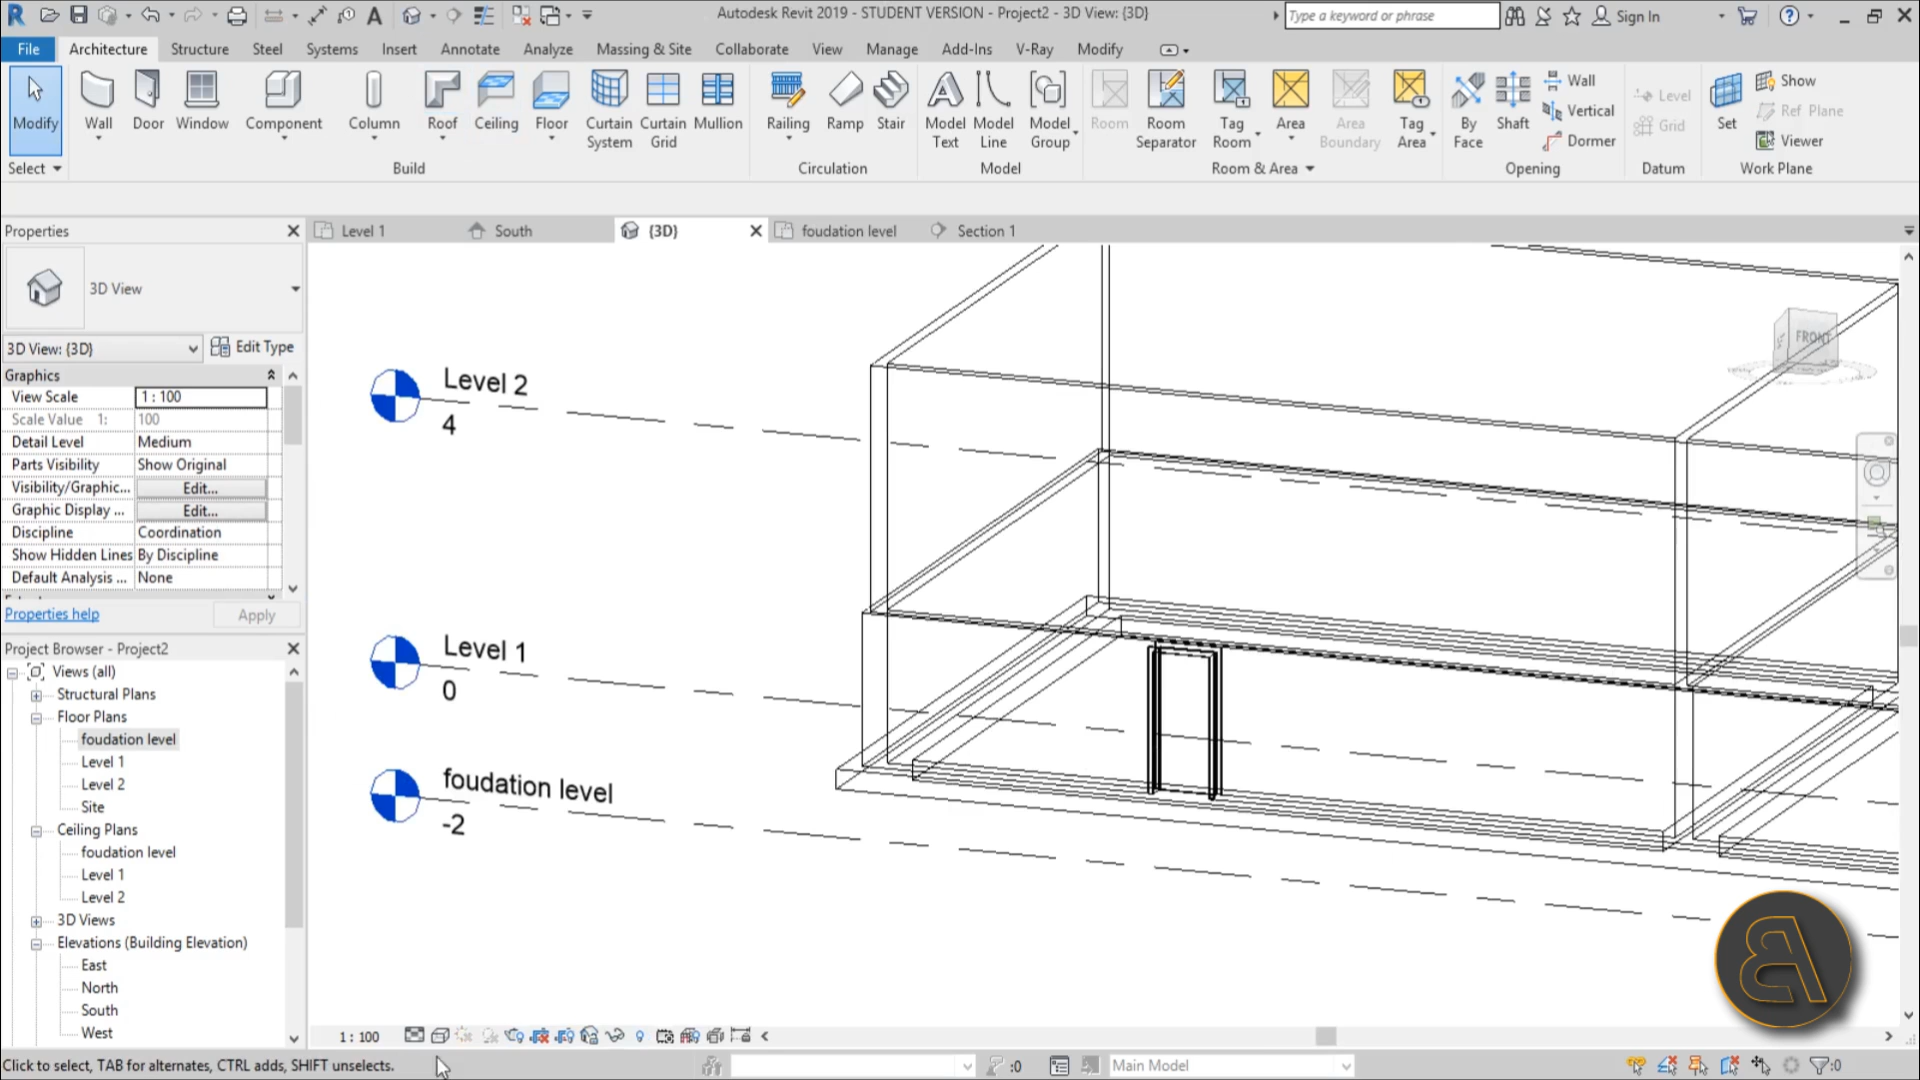 Autodesk Revit 2019 - STUDENT VERSION - Project2 - 3D View: {3D}
Type a keyword or phrase
Sign In
File Architecture Structure Steel Systems Insert Annotate Analyze Massing & Site Collaborate View Manage Add-Ins V-Ray Modify
Modify Wall Door Window Component Column Roof Ceiling Floor Curtain System Curtain Grid Mullion Railing Ramp Stair Model Text Model Line Model Group Room Room Separator Tag Room Area Area Boundary Tag Area By Face Shaft Wall Vertical Dormer Level Grid Set Show Ref Plane Viewer
Select Build Circulation Model Room & Area Opening Datum Work Plane
Properties
Level 1 South {3D} foudation level Section 1
3D View
3D View: {3D} Edit Type
Graphics
View Scale 1 : 100
Scale Value 1: 100
Detail Level Medium
Parts Visibility Show Original
Visibility/Graphic... Edit...
Graphic Display ... Edit...
Discipline Coordination
Show Hidden Lines By Discipline
Default Analysis ... None
Properties help Apply
Project Browser - Project2
Views (all)
Structural Plans
Floor Plans
foudation level
Level 1
Level 2
Site
Ceiling Plans
foudation level
Level 1
Level 2
3D Views
Elevations (Building Elevation)
East
North
South
West
Level 2
4
Level 1
0
foudation level
-2
FRONT
1 : 100
Click to select, TAB for alternates, CTRL adds, SHIFT unselects.
:0
Main Model
:0